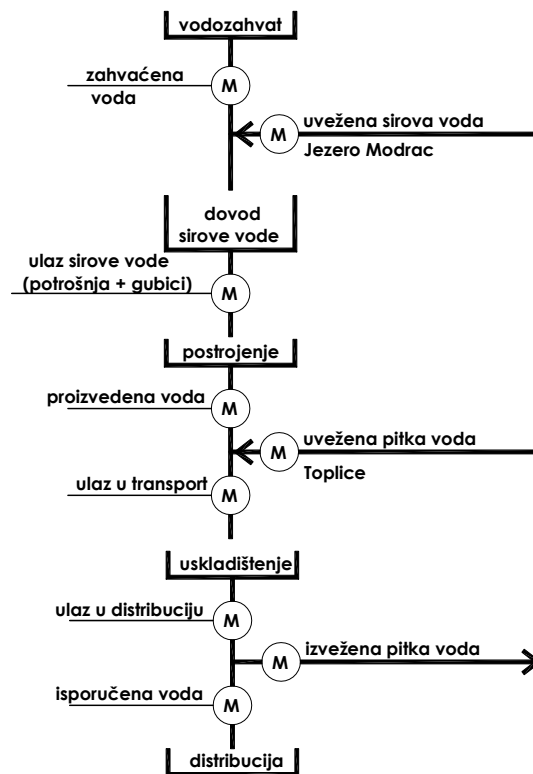 vodozahvat
zahvaćena
voda
M
M
uvežena sirova voda
Jezero Modrac
dovod
sirove vode
ulaz sirove vode
(potrošnja + gubici)
M
postrojenje
proizvedena voda
M
M
uvežena pitka voda
Toplice
ulaz u transport
M
uskladištenje
ulaz u distribuciju
M
M
izvežena pitka voda
isporučena voda
M
distribucija